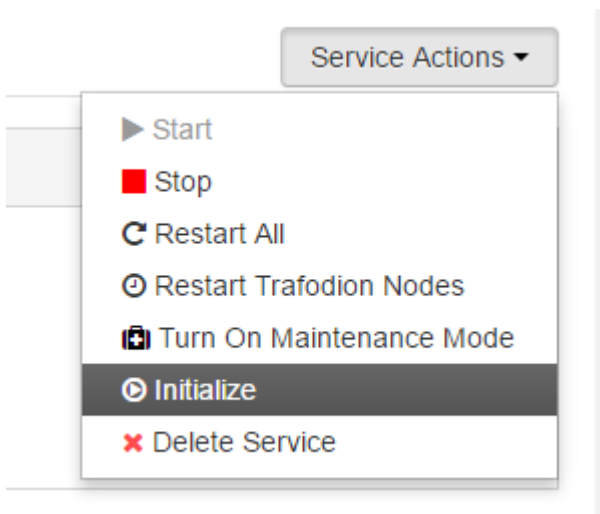 Service Actions
Start
Stop
Restart All
Restart Trafodion Nodes
Turn On Maintenance Mode
Initialize
Delete Service